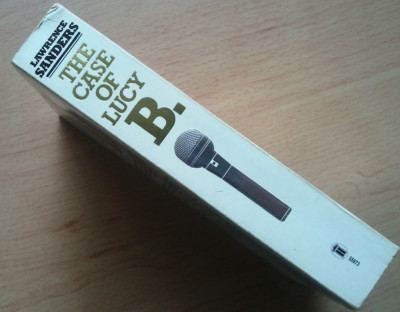 LAWRENCE
SANDERS
THE
CASE
OF
LUCY
B.